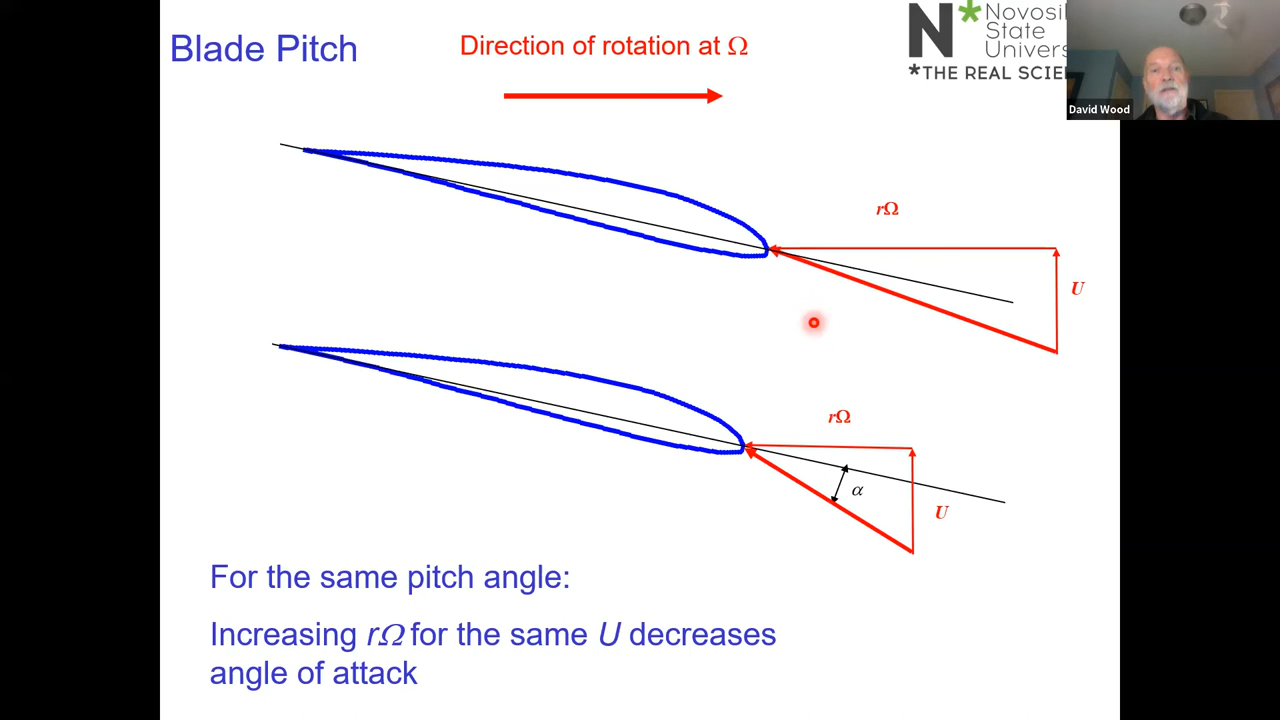 Blade Pitch
Direction of rotation at Ω
N*
State
*THE REAL
David Wood
rΩ
U
rΩ
α
U
For the same pitch angle:
Increasing rΩ for the same U decreases
angle of attack